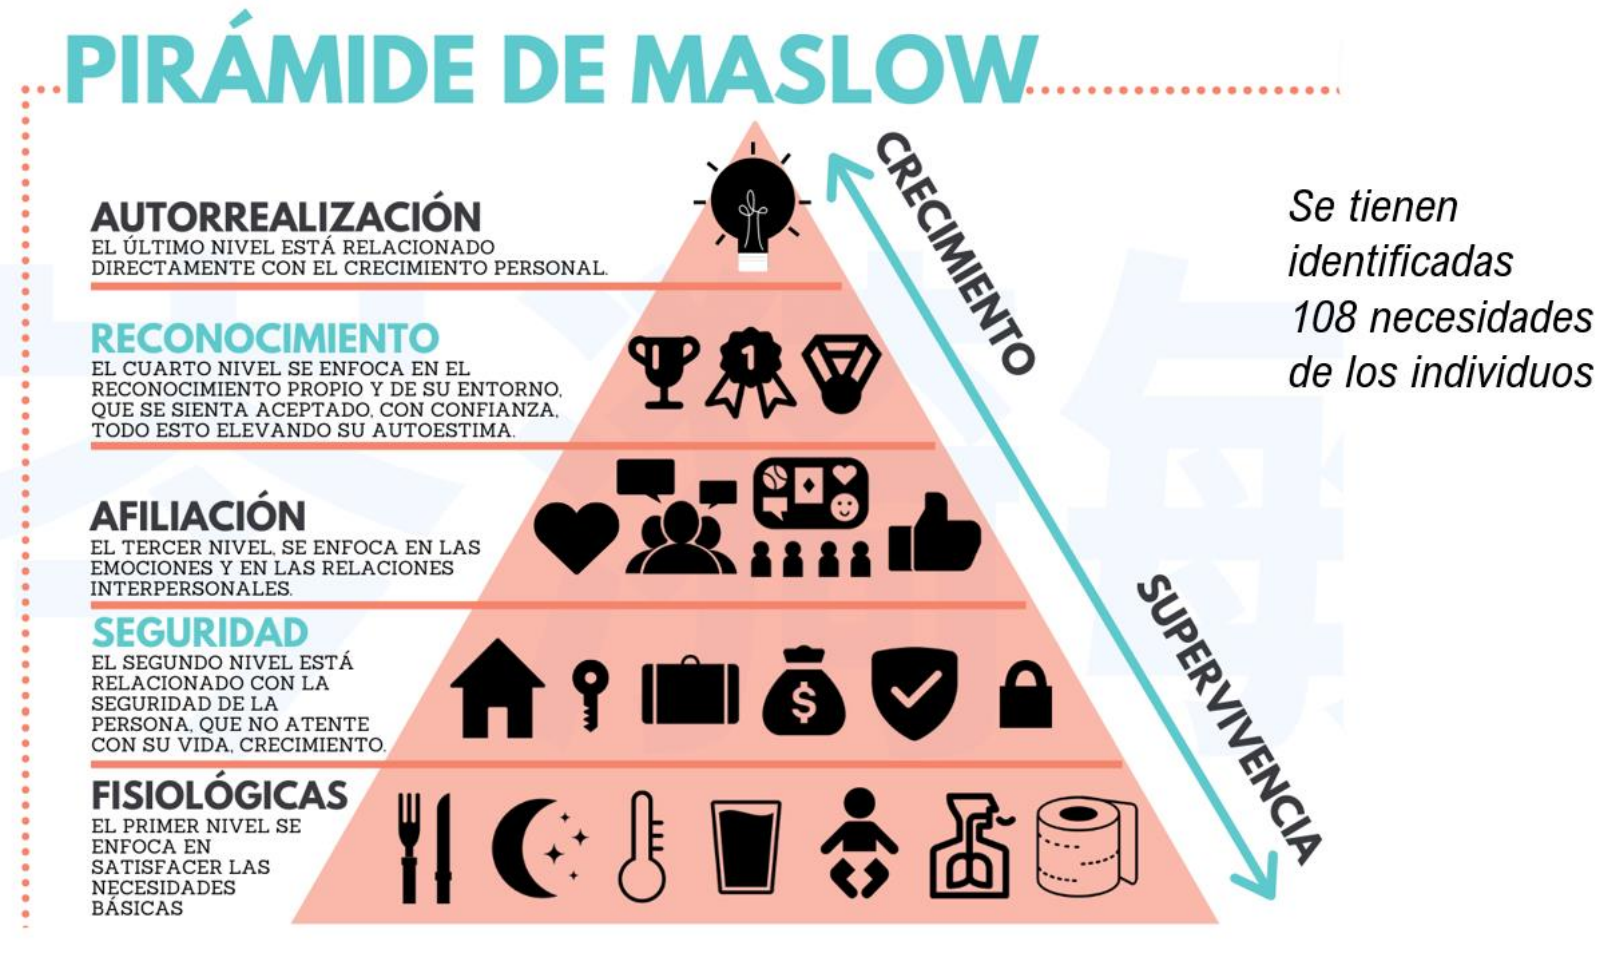 PIRÁMIDE DE MASLOW
AUTORREALIZACIÓN
EL ÚLTIMO NIVEL ESTÁ RELACIONADO
DIRECTAMENTE CON EL CRECIMIENTO PERSONAL.
RECONOCIMIENTO
EL CUARTO NIVEL SE ENFOCA EN EL
RECONOCIMIENTO PROPIO Y DE SU ENTORNO,
QUE SE SIENTA ACEPTADO, CON CONFIANZA,
TODO ESTO ELEVANDO SU AUTOESTIMA.
1
AFILIACIÓN
EL TERCER NIVEL, SE ENFOCA EN LAS
EMOCIONES Y EN LAS RELACIONES
INTERPERSONALES.
SEGURIDAD
EL SEGUNDO NIVEL ESTÁ
RELACIONADO CON LA
SEGURIDAD DE LA
PERSONA, QUE NO ATENTE
CON SU VIDA, CRECIMIENTO.
$
FISIOLÓGICAS
EL PRIMER NIVEL SE
ENFOCA EN
SATISFACER LAS
NECESIDADES
BÁSICAS
CRECIMIENTO
SUPERVIVENCIA
Se tienen
identificadas
108 necesidades
de los individuos